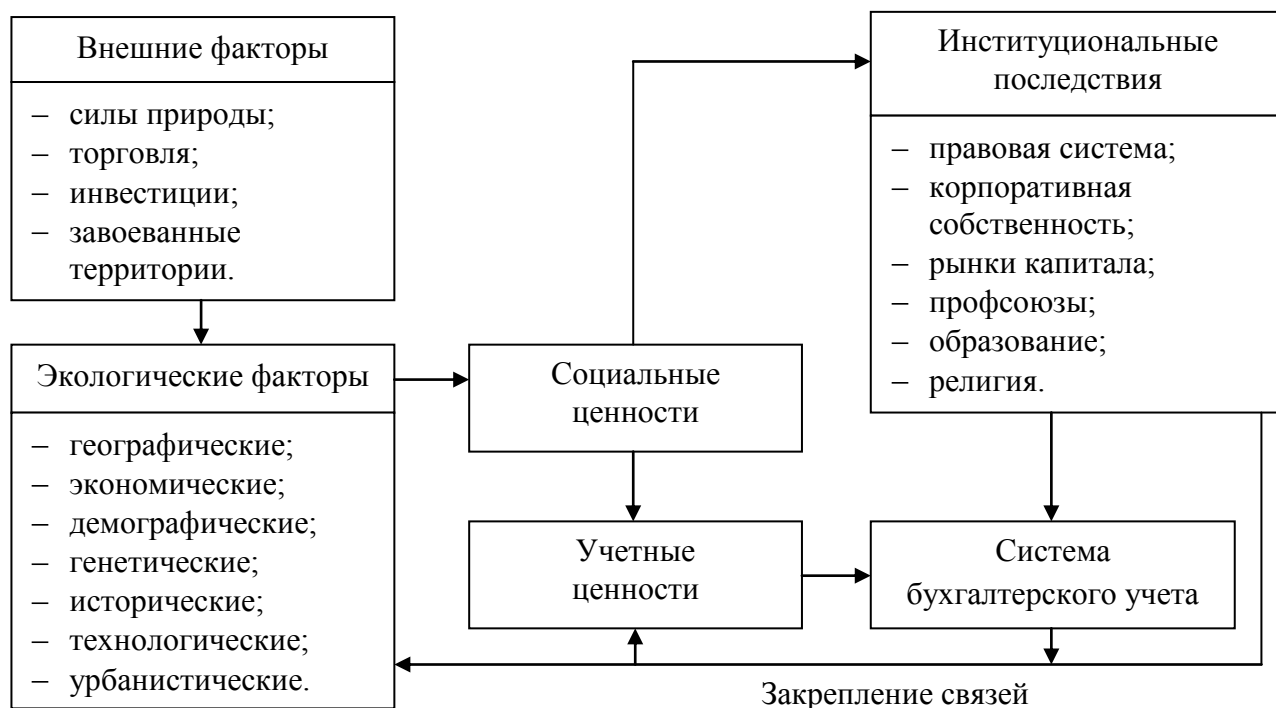 Внешние факторы
– силы природы;
– торговля;
– инвестиции;
– завоеванные
территории.
Экологические факторы
– географические;
– экономические;
– демографические;
– генетические;
– исторические;
– технологические;
– урбанистические.
Социальные
ценности
Учетные
ценности
Институциональные
последствия
– правовая система;
– корпоративная
собственность;
– рынки капитала;
– профсоюзы;
– образование;
– религия.
Система
бухгалтерского учета
Закрепление связей